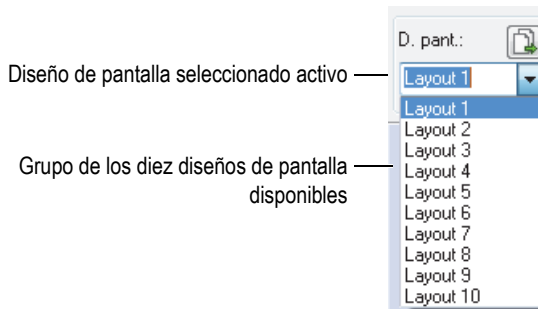 D. pant.:
Diseño de pantalla seleccionado activo
Layout 1
Layout 1
Layout 2
Layout 3
Grupo de los diez diseños de pantalla
disponibles
Layout 4
Layout 5
Layout 6
Layout 7
Layout 8
Layout 9
Layout 10